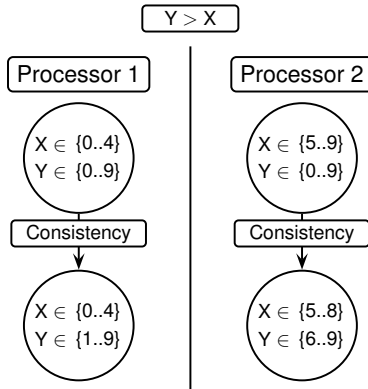 Y > X
Processor 1
X ∈ {0..4}
Y ∈ {0..9}
Consistency
X ∈ {0..4}
Y ∈ {1..9}
Processor 2
X ∈ {5..9}
Y ∈ {0..9}
Consistency
X ∈ {5..8}
Y ∈ {6..9}